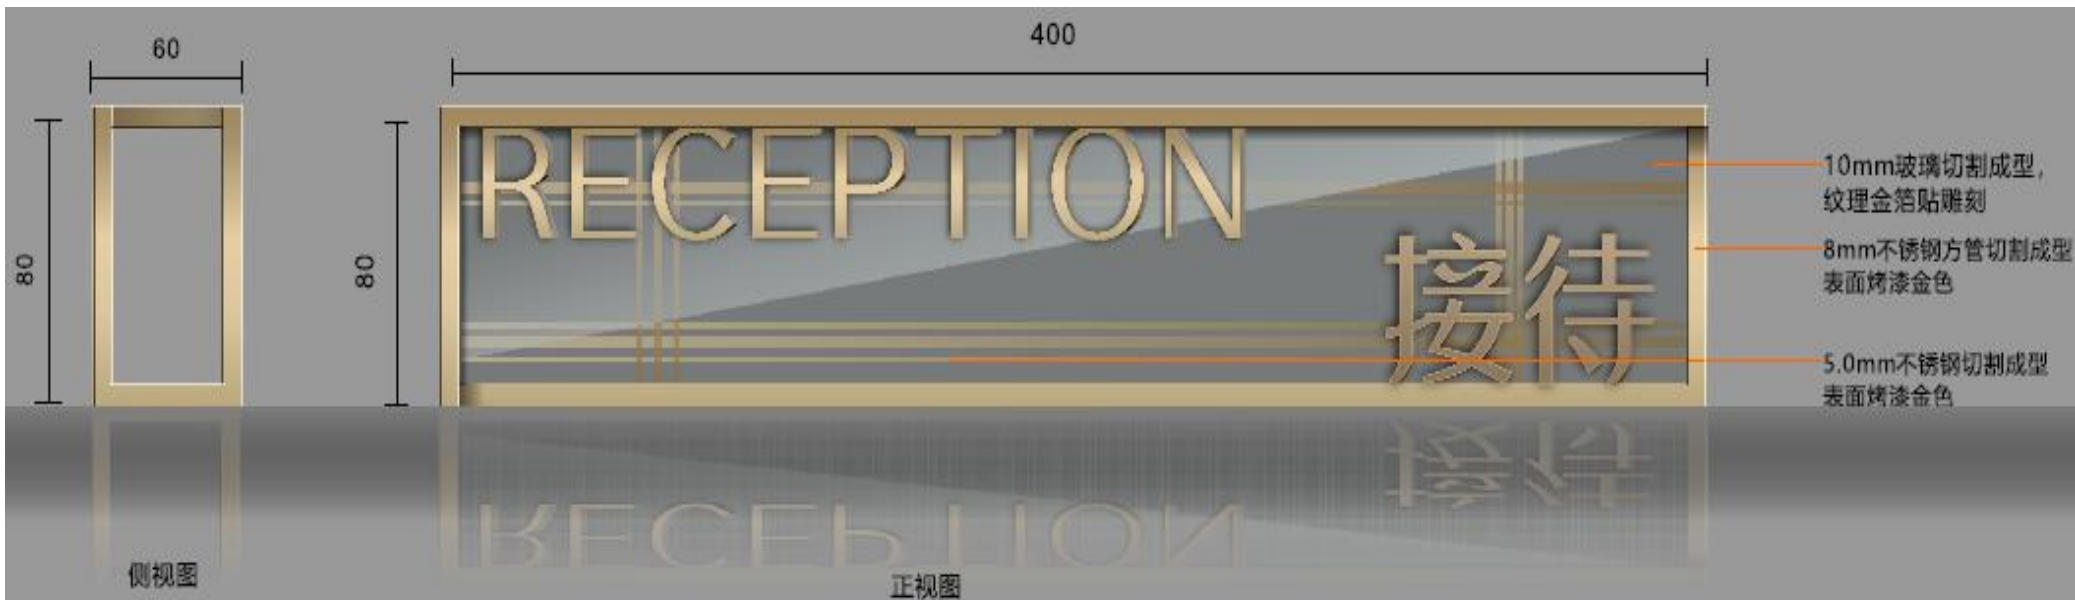 60
400
80
80
RECEPTION
接待
10mm玻璃切割成型，
纹理金箔贴雕刻
8mm不锈钢方管切割成型
表面烤漆金色
5.0mm不锈钢切割成型
表面烤漆金色
侧视图
正视图